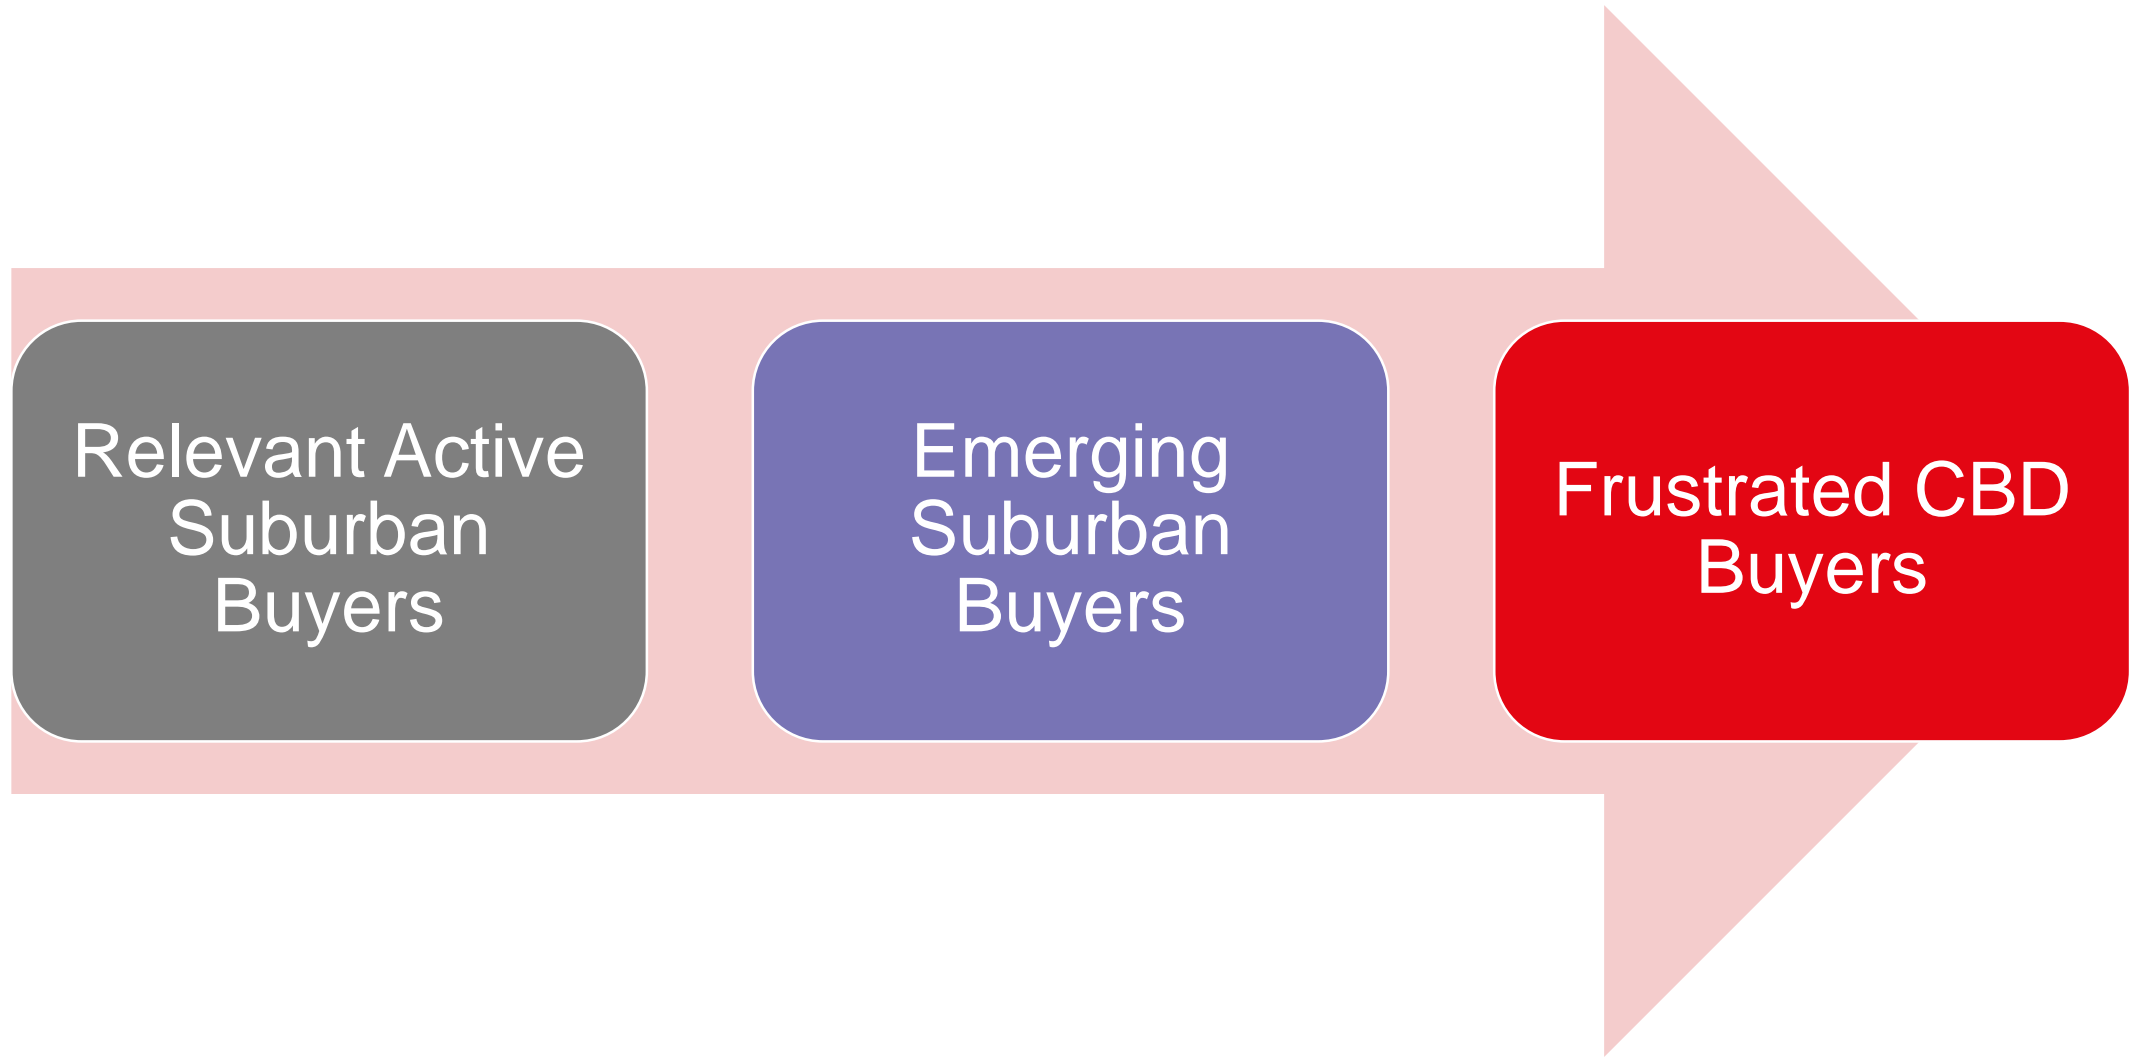 Relevant Active
Suburban
Buyers
Emerging
Suburban
Buyers
Frustrated CBD
Buyers